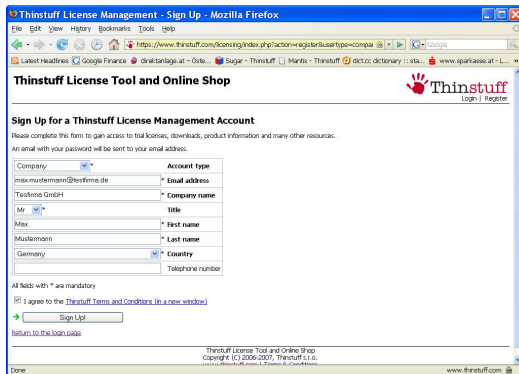 Thinstuff License Management - Sign Up - Mozilla Firefox
File Edit View History Bookmarks Tools Help
https://www.thinstuff.com/licensing/index.php?action=register&usertype=compar
Google
Latest Headlines Google Finance direktanlage.at – Öste... Sugar - Thinstuff Mantis - Thinstuff dict.cc dictionary :: sta... www.sparkasse.at - L... »
Thinstuff License Tool and Online Shop
Thinstuff
Login | Register
Sign Up for a Thinstuff License Management Account
Please complete this form to gain access to trial licenses, downloads, product information and many other resources.
An email with your password will be sent to your email address.
Company * Account type
max.mustermann@testfirma.de * Email address
Testfirma GmbH * Company name
Mr * Title
Max * First name
Mustermann * Last name
Germany * Country
Telephone number
All fields with * are mandatory
I agree to the Thinstuff Terms and Conditions (in a new window)
Sign Up!
Return to the login page
Thinstuff License Tool and Online Shop
Copyright (C) 2006-2007, Thinstuff s.r.o.
www.thinstuff.com | Terms & Conditions
Done www.thinstuff.com